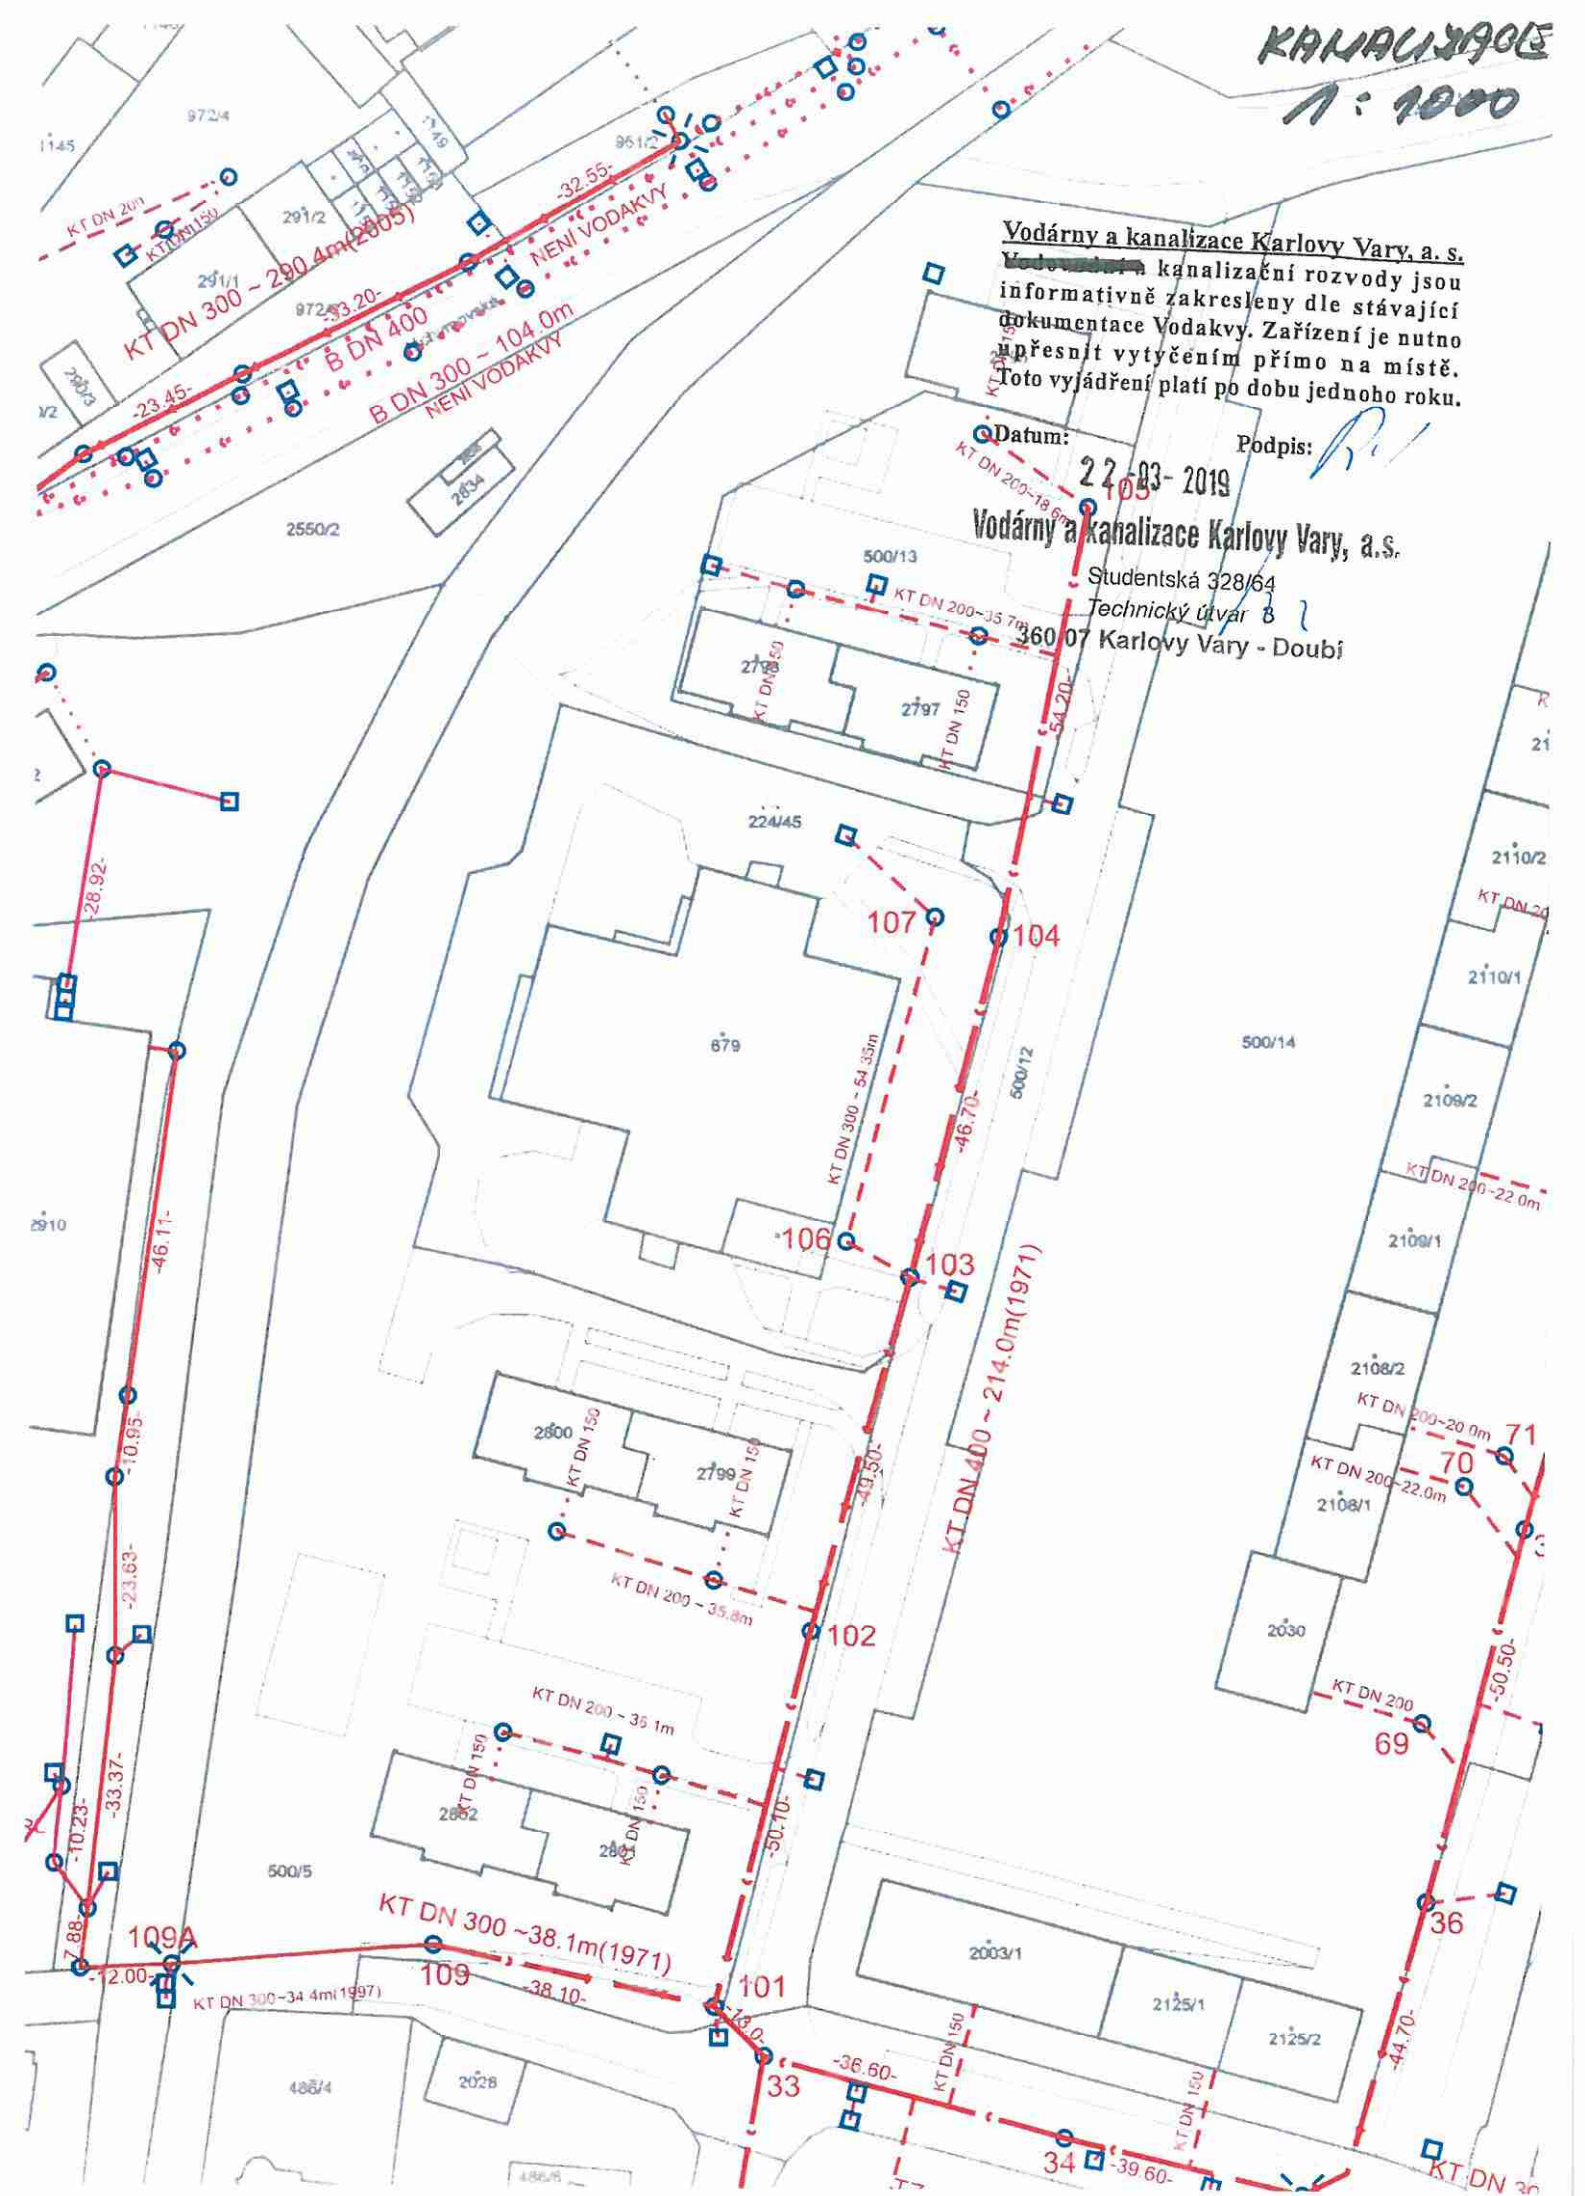 KANALIZACE
1 : 1000
Vodárny a kanalizace Karlovy Vary, a. s.
kanalizační rozvody jsou
informativně zakresleny dle stávající
dokumentace Vodakvy. Zařízení je nutno
upřesnit vytyčením přímo na místě.
Toto vyjádření platí po dobu jednoho roku.
Datum:
Podpis:
22 -03- 2019
Vodárny a kanalizace Karlovy Vary, a.s.
Studentská 328/64
Technický útvar
360 07 Karlovy Vary - Doubí
972/4
1145
1149
951/2
-32.55-
KT DN 200
KT DN 150
291/2
291/1
KT DN 300 ~ 290.4m(2005)
NENÍ VODAKVY
-33.20-
B DN 400
B DN 300 ~ 104.0m
NENÍ VODAKVY
290/3
-23.45-
2834
2550/2
KT DN 200~18.6m
105
500/13
KT DN 200~35.7m
2798
KT DN 150
2797
KT DN 150
-54.20-
224/45
-28.92-
107
104
2110/2
2110/1
679
500/12
500/14
KT DN 300 ~ 54.35m
-46.70-
2109/2
KT DN 200~22.0m
2910
-46.11-
106
103
2109/1
KT DN 400 ~ 214.0m(1971)
2108/2
KT DN 200~20.0m
71
70
KT DN 200~22.0m
2108/1
-10.95-
2800
KT DN 150
2799
KT DN 150
-49.50-
KT DN 200 ~ 35.8m
-23.63-
102
2030
-50.50-
KT DN 200
69
KT DN 200 ~ 36.1m
KT DN 150
2802
KT DN 150
-33.37-
-10.23-
-50.10-
500/5
KT DN 300 ~38.1m(1971)
36
2003/1
-7.88-
109A
109
-12.00-
KT DN 300~34.4m(1997)
-38.10-
101
-13.0-
2125/1
2125/2
KT DN 150
-44.70-
486/4
2028
33
-36.60-
KT DN 150
34
-39.60-
486/6
KT DN 30